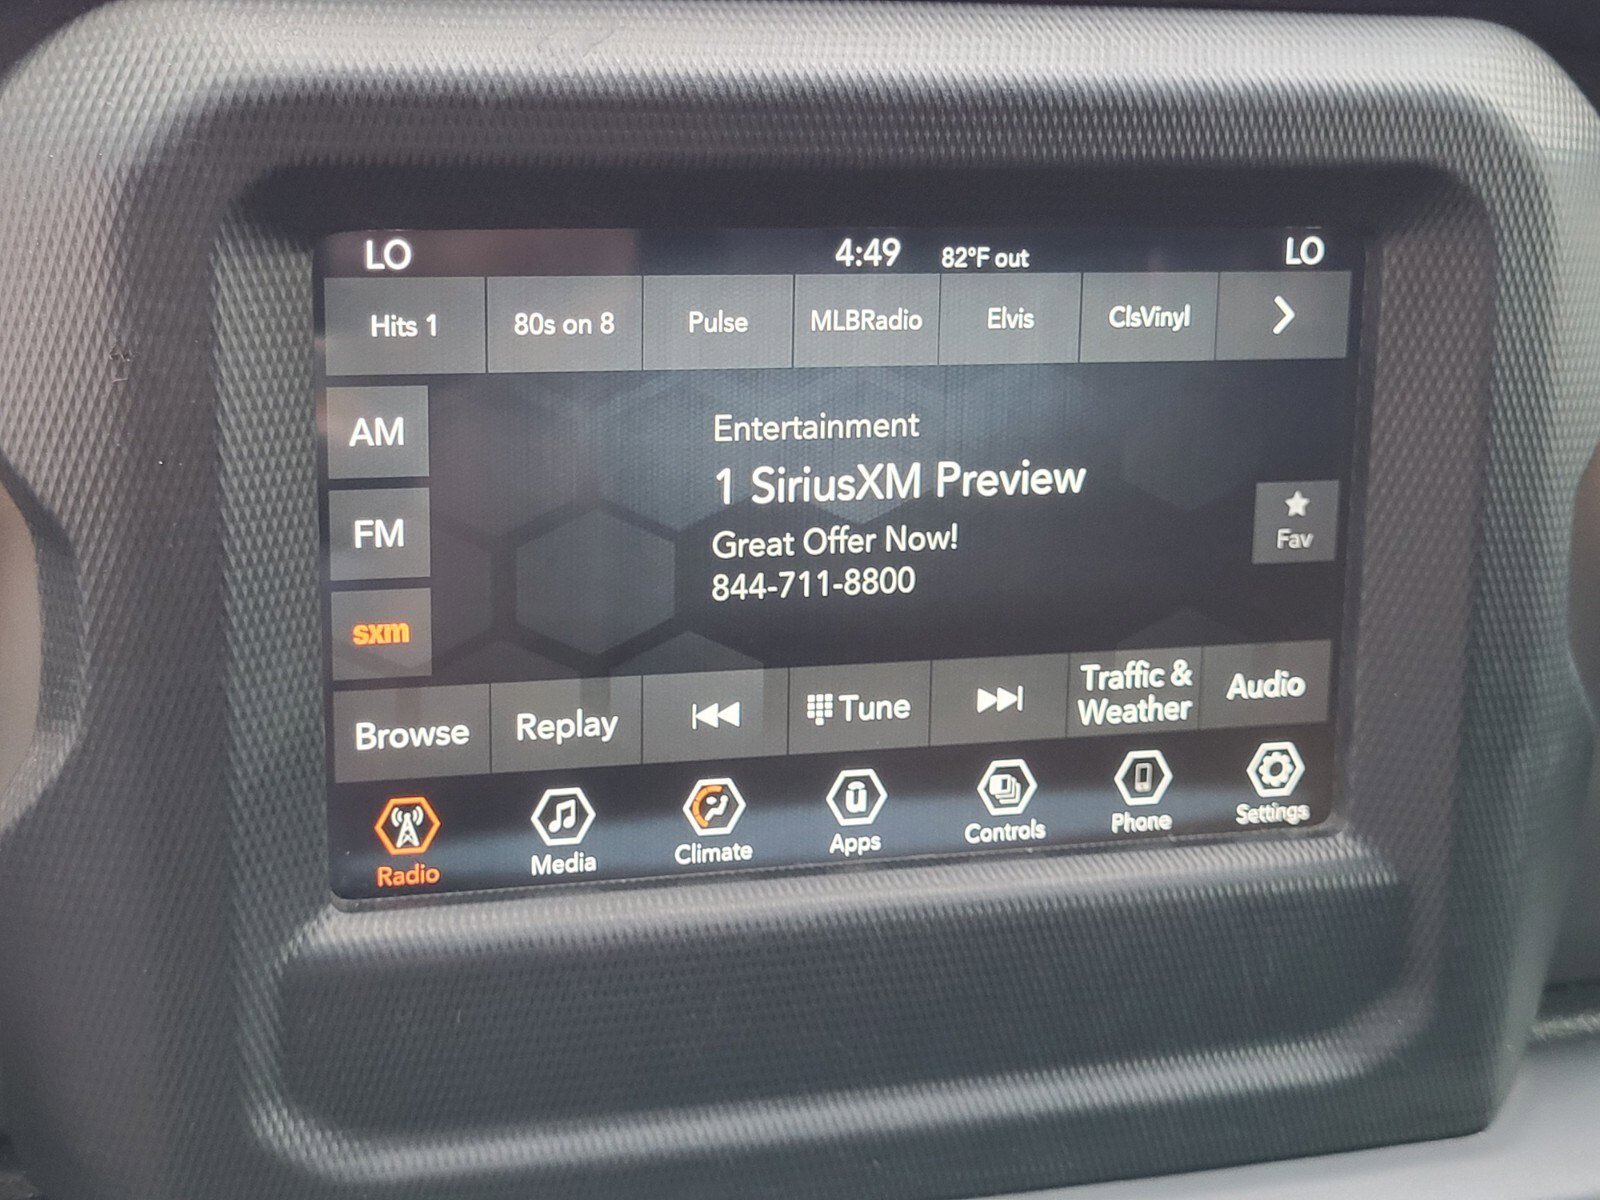 LO 4:49 82°F out LO
Hits 1 80s on 8 Pulse MLBRadio Elvis ClsVinyl
AM
FM
sxm
Entertainment
1 SiriusXM Preview
Great Offer Now!
844-711-8800
Fav
Browse Replay Tune Traffic & Weather Audio
Radio Media Climate Apps Controls Phone Settings